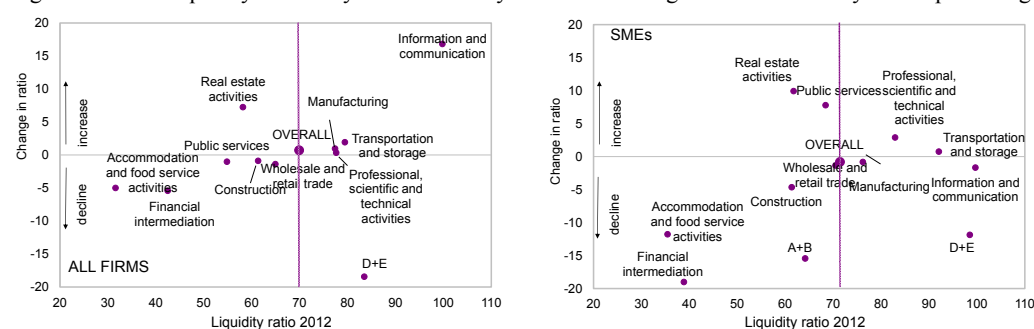 ALL FIRMS
Change in ratio
increase
decline
20
15
10
5
0
-5
-10
-15
-20
Information and
communication
Real estate
activities
Manufacturing
OVERALL
Transportation
and storage
Public services
Accommodation
and food service
activities
Wholesale and
retail trade
Construction
Professional,
scientific and
technical
activities
Financial
intermediation
D+E
20
30
40
50
60
70
80
90
100
110
Liquidity ratio 2012
SMEs
Change in ratio
increase
decline
20
15
10
5
0
-5
-10
-15
-20
Real estate
activities
Public services
Professional,
scientific and
technical
activities
OVERALL
Transportation
and storage
Wholesale and
retail trade
Manufacturing
Information and
communication
Construction
Accommodation
and food service
activities
A+B
D+E
Financial
intermediation
20
30
40
50
60
70
80
90
100
110
Liquidity ratio 2012